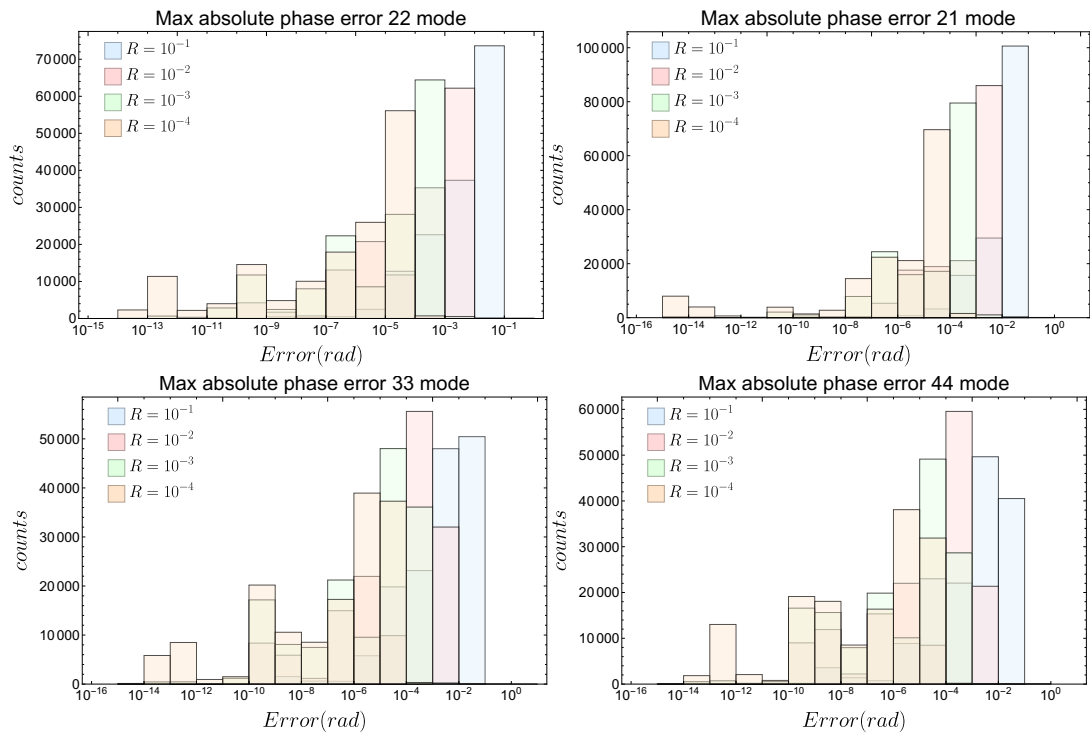 Max absolute phase error 22 mode
R = 10⁻¹
R = 10⁻²
R = 10⁻³
R = 10⁻⁴
counts
70000
60000
50000
40000
30000
20000
10000
0
10⁻¹⁵ 10⁻¹³ 10⁻¹¹ 10⁻⁹ 10⁻⁷ 10⁻⁵ 10⁻³ 10⁻¹
Error(rad)
Max absolute phase error 21 mode
R = 10⁻¹
R = 10⁻²
R = 10⁻³
R = 10⁻⁴
counts
100000
80000
60000
40000
20000
0
10⁻¹⁶ 10⁻¹⁴ 10⁻¹² 10⁻¹⁰ 10⁻⁸ 10⁻⁶ 10⁻⁴ 10⁻² 10⁰
Error(rad)
Max absolute phase error 33 mode
R = 10⁻¹
R = 10⁻²
R = 10⁻³
R = 10⁻⁴
counts
50000
40000
30000
20000
10000
0
10⁻¹⁶ 10⁻¹⁴ 10⁻¹² 10⁻¹⁰ 10⁻⁸ 10⁻⁶ 10⁻⁴ 10⁻² 10⁰
Error(rad)
Max absolute phase error 44 mode
R = 10⁻¹
R = 10⁻²
R = 10⁻³
R = 10⁻⁴
counts
60000
50000
40000
30000
20000
10000
0
10⁻¹⁶ 10⁻¹⁴ 10⁻¹² 10⁻¹⁰ 10⁻⁸ 10⁻⁶ 10⁻⁴ 10⁻² 10⁰
Error(rad)